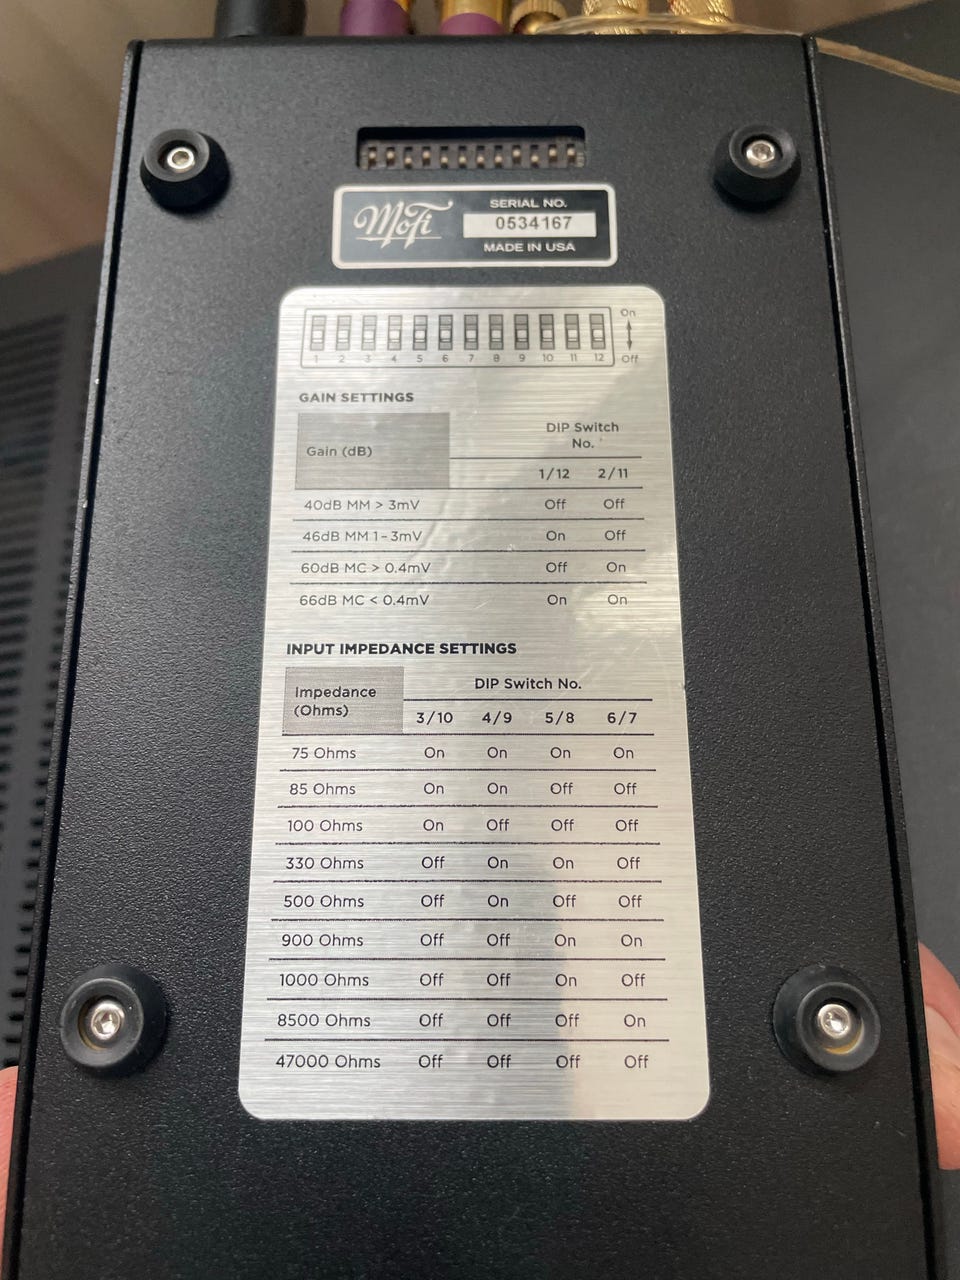 MoFi
SERIAL NO.
0534167
MADE IN USA
On
1 2 3 4 5 6 7 8 9 10 11 12 Off
GAIN SETTINGS
Gain (dB) DIP Switch No.
1/12 2/11
40dB MM > 3mV Off Off
46dB MM 1-3mV On Off
60dB MC > 0.4mV Off On
66dB MC < 0.4mV On On
INPUT IMPEDANCE SETTINGS
Impedance (Ohms) DIP Switch No.
3/10 4/9 5/8 6/7
75 Ohms On On On On
85 Ohms On On Off Off
100 Ohms On Off Off Off
330 Ohms Off On On Off
500 Ohms Off On Off Off
900 Ohms Off Off On On
1000 Ohms Off Off On Off
8500 Ohms Off Off Off On
47000 Ohms Off Off Off Off